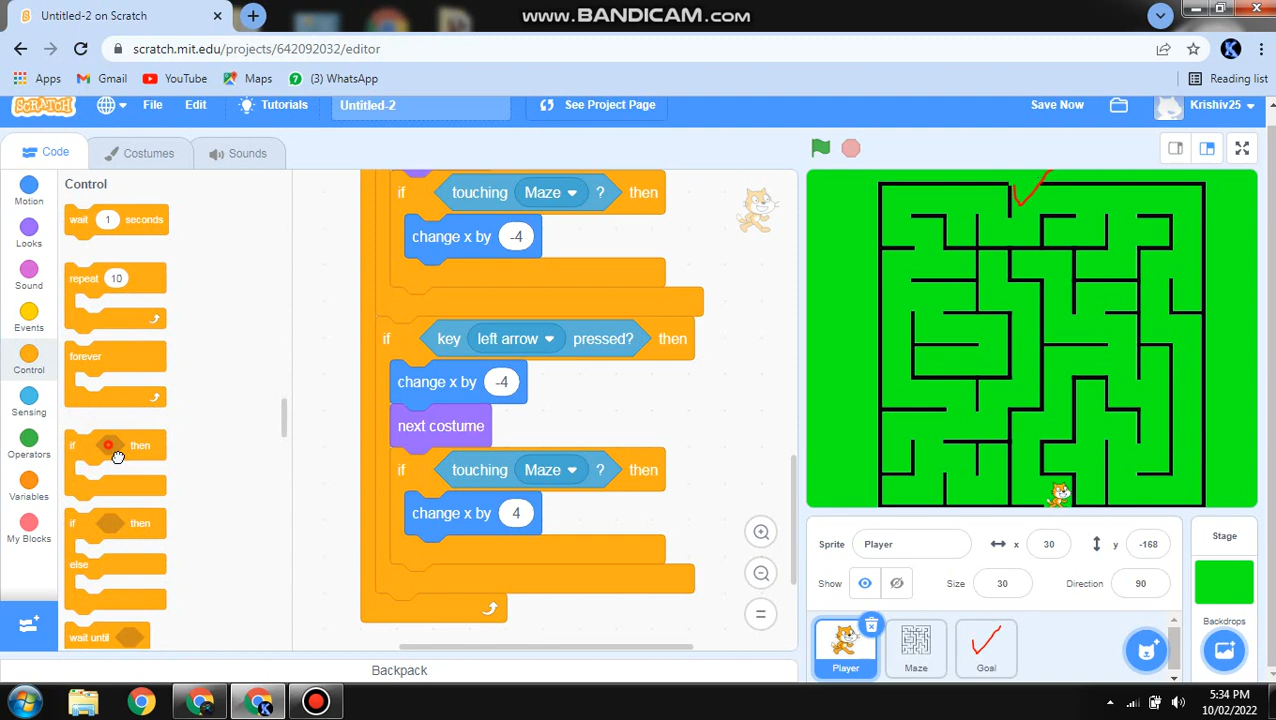 Untitled-2 on Scratch
WWW.BANDICAM.COM
scratch.mit.edu/projects/642092032/editor
Apps
Gmail
YouTube
Maps
(3) WhatsApp
Reading list
SCRATCH
File
Edit
Tutorials
Untitled-2
See Project Page
Save Now
Krishiv25
Code
Costumes
Sounds
Motion
Looks
Sound
Events
Control
Sensing
Operators
Variables
My Blocks
Control
wait 1 seconds
repeat 10
forever
if then
if then
else
wait until
if touching Maze ? then
change x by -4
if key left arrow pressed? then
change x by -4
next costume
if touching Maze ? then
change x by 4
Sprite Player x 30 y -168
Show Size 30 Direction 90
Player
Maze
Goal
Stage
Backdrops
Backpack
5:34 PM
10/02/2022